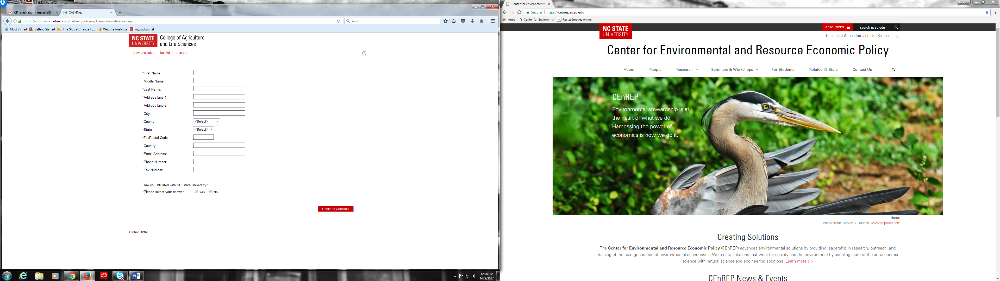 CR registration - jmcastel@n
CASHNet
https://commerce.cashnet.com/cashneti/selfserve/TransactionReferences.aspx
Search
Most Visited
Getting Started
The Global Change Fo...
Website Analytics
mypackportal
NC STATE
UNIVERSITY
College of Agriculture
and Life Sciences
browse catalog
basket
sign out
*First Name:
Middle Name:
*Last Name:
*Address Line 1:
Address Line 2:
*City:
*County:
<Select>
*State:
<Select>
*Zip/Postal Code:
Country:
*Email Address:
*Phone Number:
Fax Number:
Are you affiliated with NC State University?
*Please select your answer:
Yes
No
Continue Checkout
(webce-42f6)
12:08 PM
6/22/2017
Center for Environmenta
Jane M...
Secure
https://cenrep.ncsu.edu
Apps
Center for Environme
Resize Images online
NC STATE
UNIVERSITY
RESOURCES
search ncsu.edu
College of Agriculture and Life Sciences
Center for Environmental and Resource Economic Policy
About
People
Research
Seminars & Workshops
For Students
Related @ State
Contact Us
CEnREP
Environmental stewardship is at
the heart of what we do.
Harnessing the power of
economics is how we do it.
Heron
Photo credit: Steven J. Dundas, www.sjdphoto.com
Creating Solutions
The Center for Environmental and Resource Economic Policy (CEnREP) advances environmental solutions by providing leadership in research, outreach, and
training of the next generation of environmental economists. We create solutions that work for society and the environment by coupling state-of-the art economic
science with natural science and engineering solutions. Learn more >>
CEnREP News & Events